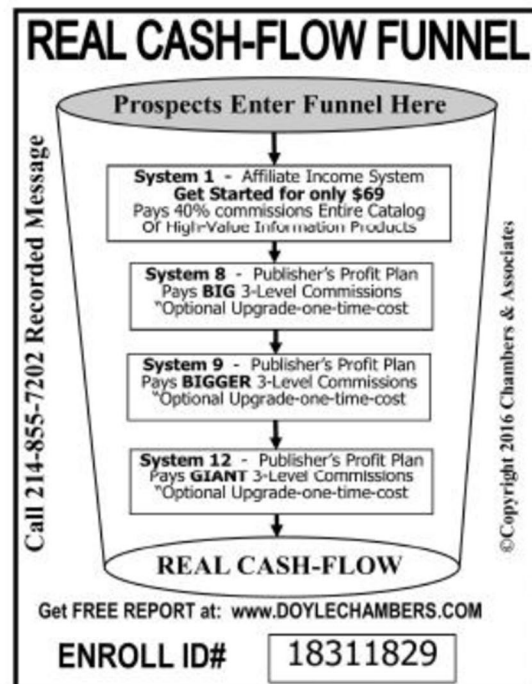 REAL CASH-FLOW FUNNEL
Prospects Enter Funnel Here
System 1 - Affiliate Income System
Get Started for only $69
Pays 40% commissions Entire Catalog
Of High-Value Information Products
System 8 - Publisher's Profit Plan
Pays BIG 3-Level Commissions
"Optional Upgrade-one-time-cost
System 9 - Publisher's Profit Plan
Pays BIGGER 3-Level Commissions
"Optional Upgrade-one-time-cost
System 12 - Publisher's Profit Plan
Pays GIANT 3-Level Commissions
"Optional Upgrade-one-time-cost
REAL CASH-FLOW
Call 214-855-7202 Recorded Message
©Copyright 2016 Chambers & Associates
Get FREE REPORT at: www.DOYLECHAMBERS.COM
ENROLL ID# 18311829